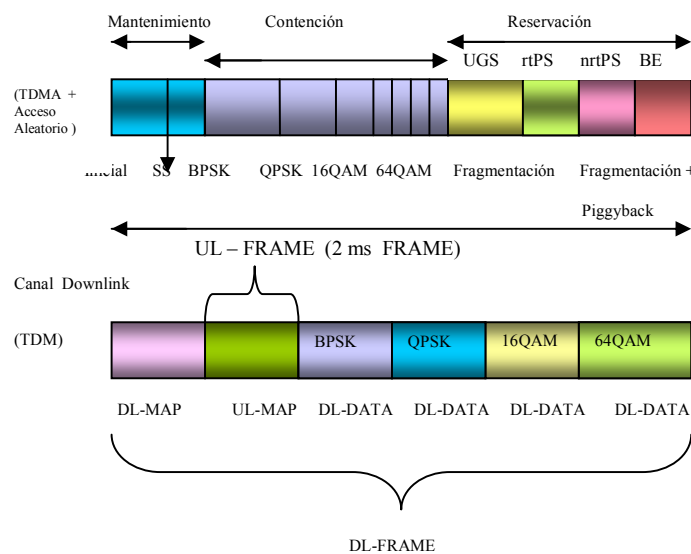 Mantenimiento Contención Reservación
UGS rtPS nrtPS BE
(TDMA +
Acceso
Aleatorio )
SS BPSK QPSK 16QAM 64QAM Fragmentación Fragmentación +
Piggyback
UL – FRAME (2 ms FRAME)
Canal Downlink
(TDM) BPSK QPSK 16QAM 64QAM
DL-MAP UL-MAP DL-DATA DL-DATA DL-DATA DL-DATA
DL-FRAME